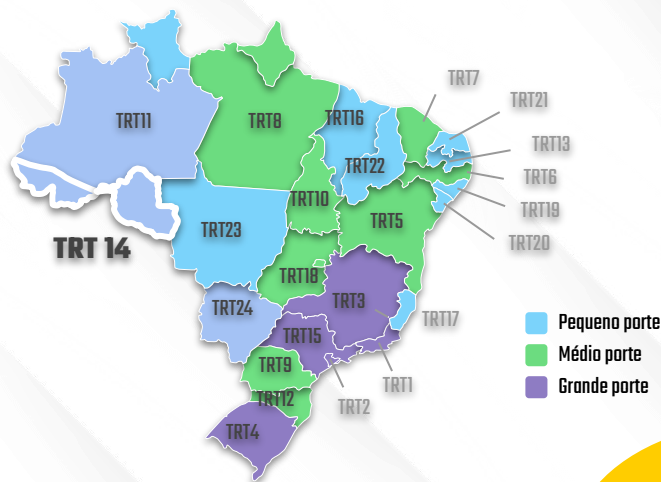 TRT7
TRT21
TRT11
TRT8
TRT16
TRT13
TRT22
TRT6
TRT10
TRT19
TRT5
TRT23
TRT 14
TRT20
TRT18
TRT3
TRT24
TRT17
Pequeno porte
TRT15
Médio porte
TRT9
TRT1
Grande porte
TRT12
TRT2
TRT4